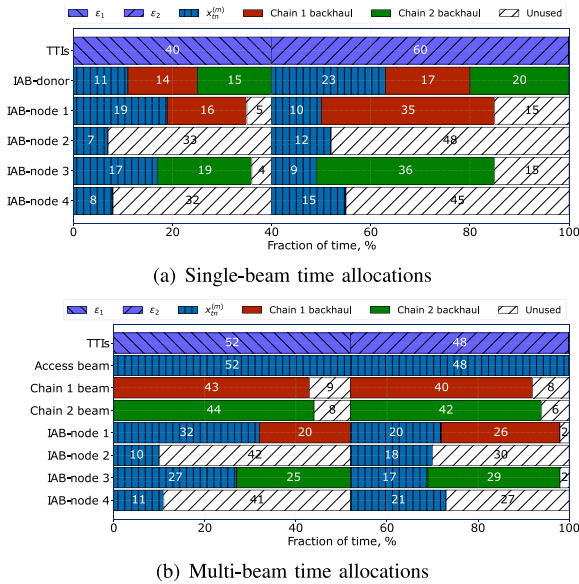 ε₁ ε₂ xₜₙ⁽ᵐ⁾ Chain 1 backhaul Chain 2 backhaul Unused
TTIs 40 60
IAB-donor 11 14 15 23 17 20
IAB-node 1 19 16 5 10 35 15
IAB-node 2 7 33 12 48
IAB-node 3 17 19 4 9 36 15
IAB-node 4 8 32 15 45
0 20 40 60 80 100
Fraction of time, %
(a) Single-beam time allocations
ε₁ ε₂ xₜₙ⁽ᵐ⁾ Chain 1 backhaul Chain 2 backhaul Unused
TTIs 52 48
Access beam 52 48
Chain 1 beam 43 9 40 8
Chain 2 beam 44 8 42 6
IAB-node 1 32 20 20 26 2
IAB-node 2 10 42 18 30
IAB-node 3 27 25 17 29 2
IAB-node 4 11 41 21 27
0 20 40 60 80 100
Fraction of time, %
(b) Multi-beam time allocations